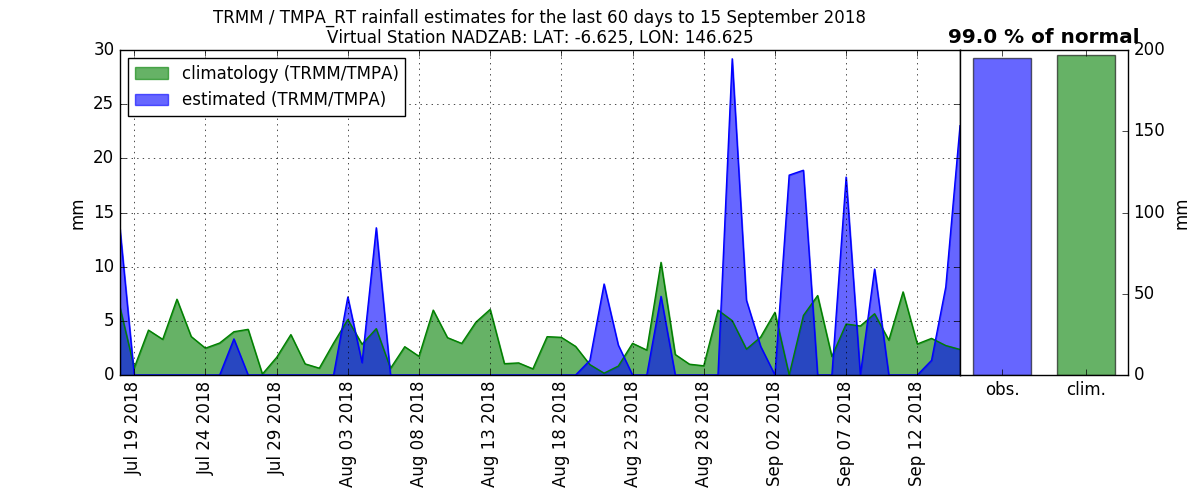 TRMM / TMPA_RT rainfall estimates for the last 60 days to 15 September 2018
Virtual Station NADZAB: LAT: -6.625, LON: 146.625
99.0 % of normal
climatology (TRMM/TMPA)
estimated (TRMM/TMPA)
30
25
20
15
10
5
0
mm
200
150
100
50
0
mm
Jul 19 2018
Jul 24 2018
Jul 29 2018
Aug 03 2018
Aug 08 2018
Aug 13 2018
Aug 18 2018
Aug 23 2018
Aug 28 2018
Sep 02 2018
Sep 07 2018
Sep 12 2018
obs.
clim.